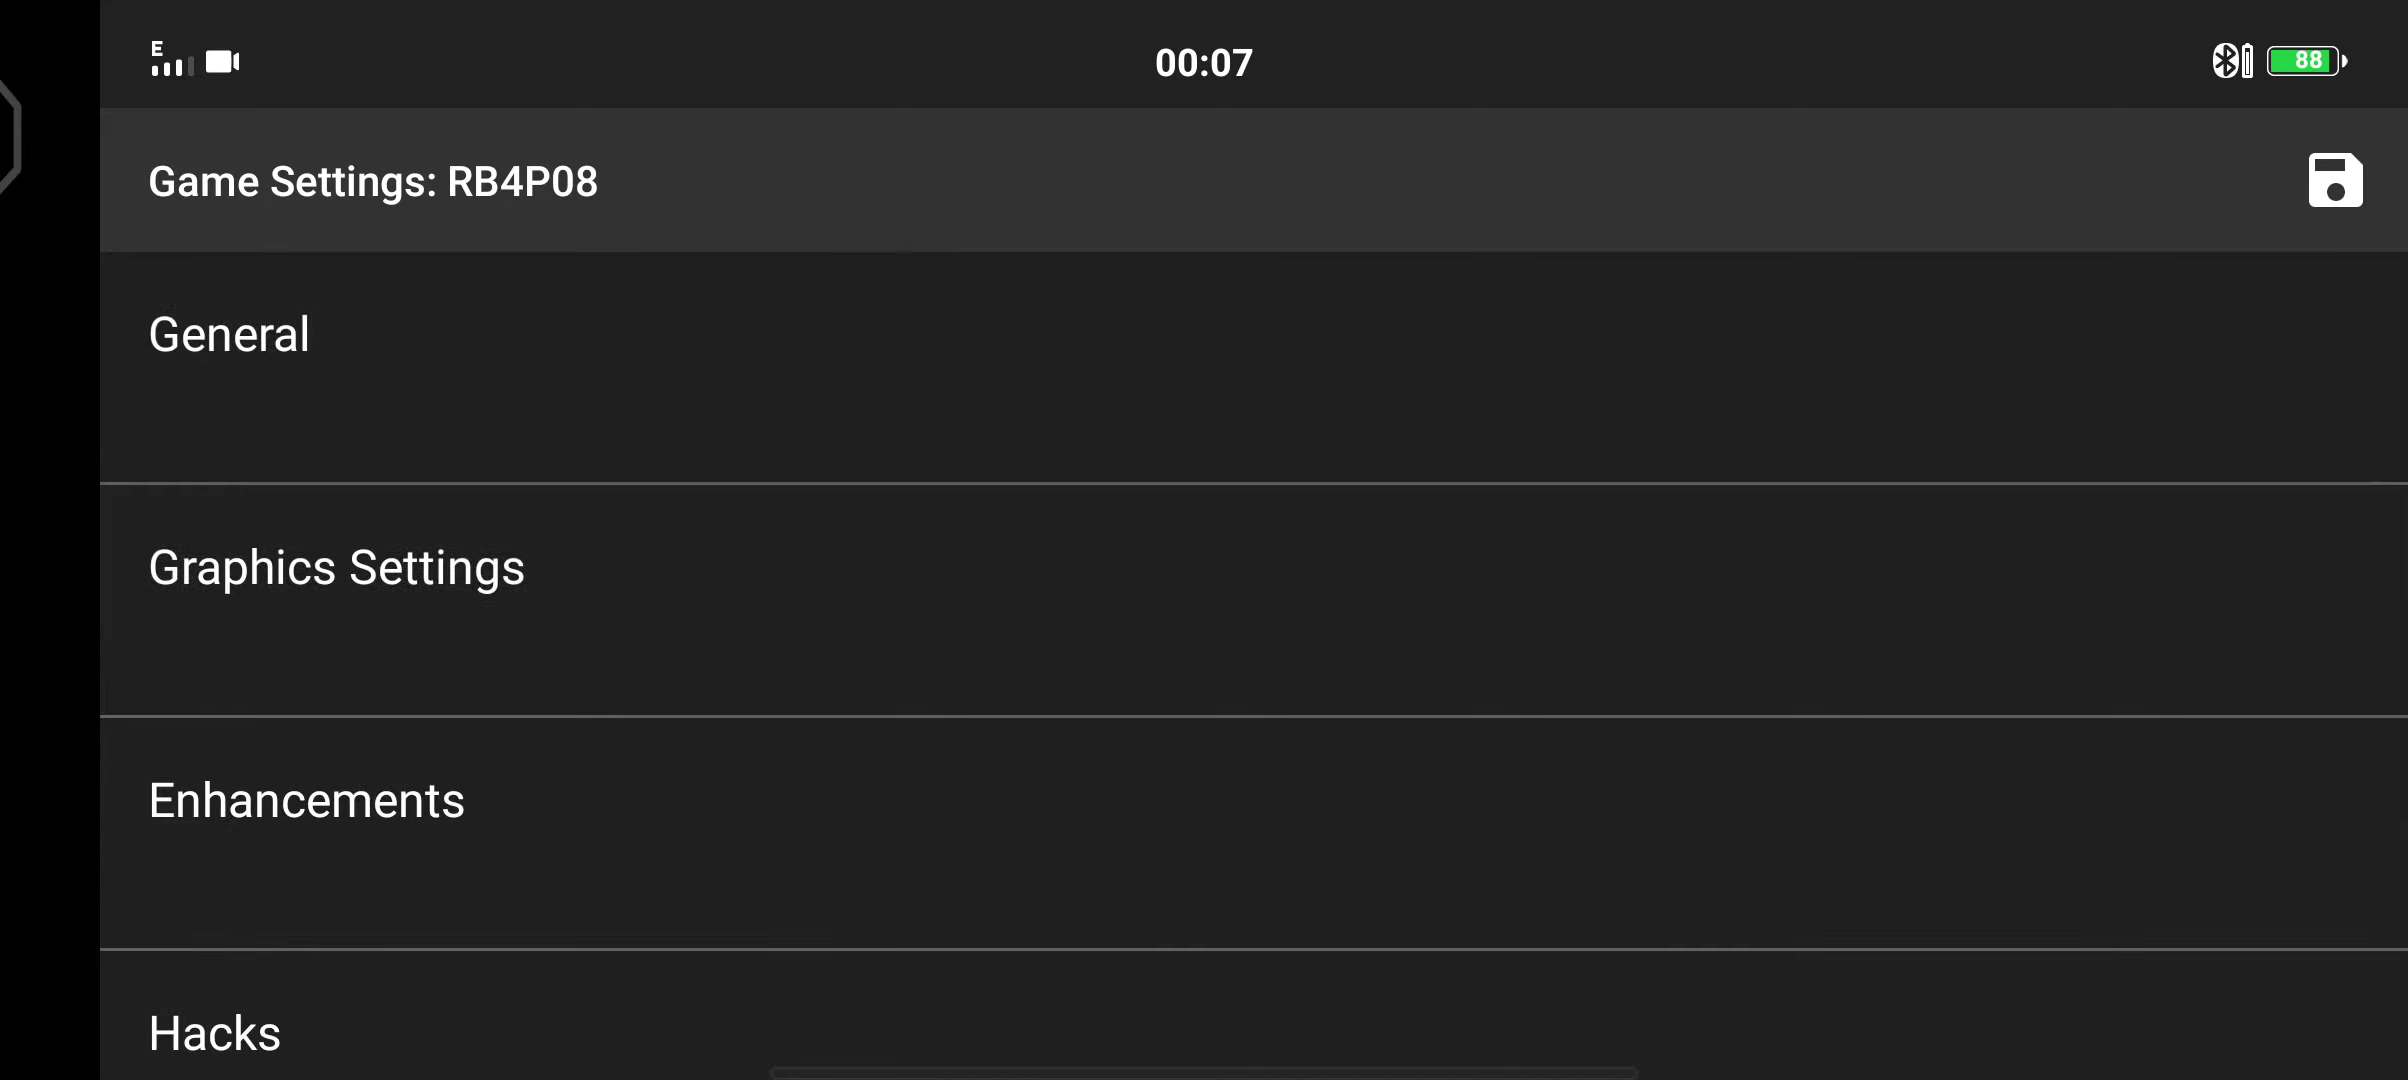 E
00:07
88
Game Settings: RB4P08
General
Graphics Settings
Enhancements
Hacks